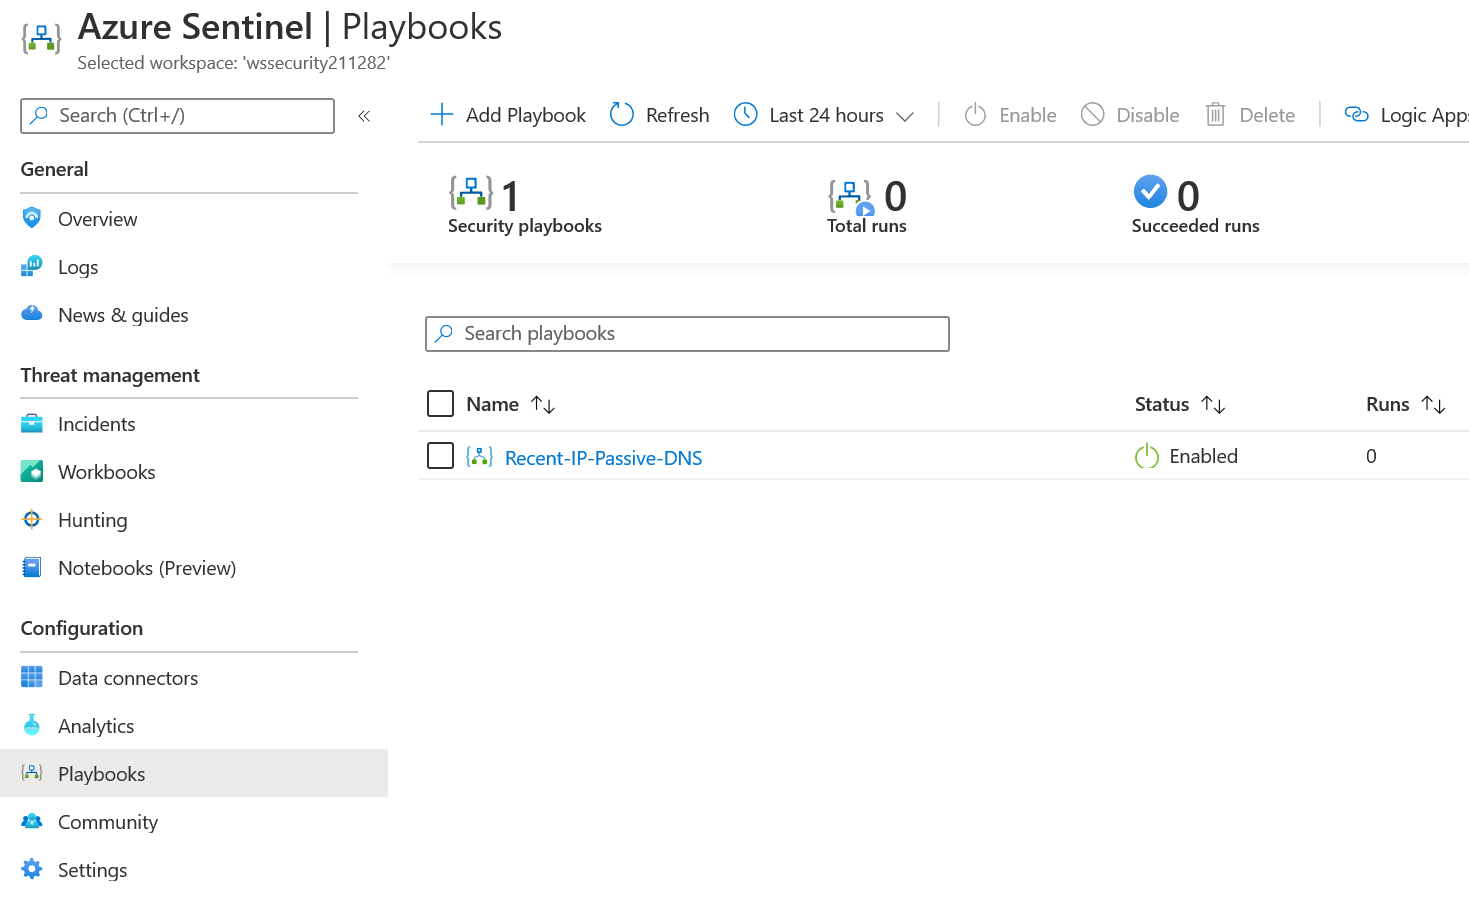 Azure Sentinel | Playbooks
Selected workspace: 'wssecurity211282'
Search (Ctrl+/)
«
General
Overview
Logs
News & guides
Threat management
Incidents
Workbooks
Hunting
Notebooks (Preview)
Configuration
Data connectors
Analytics
Playbooks
Community
Settings
Add Playbook Refresh Last 24 hours Enable Disable Delete Logic Apps
1
Security playbooks
0
Total runs
0
Succeeded runs
Search playbooks
Name Status Runs
Recent-IP-Passive-DNS Enabled 0